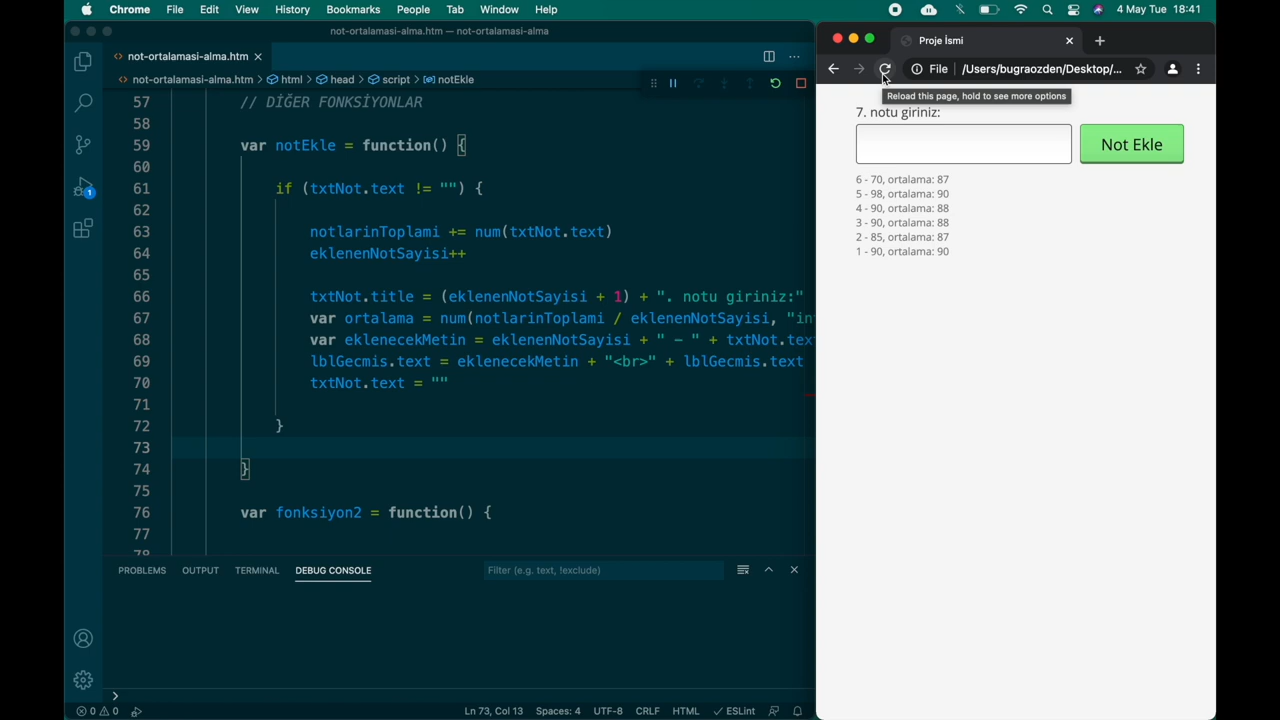 Chrome File Edit View History Bookmarks People Tab Window Help 4 May Tue 18:41
not-ortalamasi-alma.htm — not-ortalamasi-alma
not-ortalamasi-alma.htm
not-ortalamasi-alma.htm > html > head > script > notEkle
57 // DİĞER FONKSİYONLAR
58
59 var notEkle = function() {
60
61 if (txtNot.text != "") {
62
63 notlarinToplami += num(txtNot.text)
64 eklenenNotSayisi++
65
66 txtNot.title = (eklenenNotSayisi + 1) + ". notu giriniz:"
67 var ortalama = num(notlarinToplami / eklenenNotSayisi, "in
68 var eklenecekMetin = eklenenNotSayisi + " - " + txtNot.tex
69 lblGecmis.text = eklenecekMetin + "<br>" + lblGecmis.text
70 txtNot.text = ""
71
72 }
73
74 }
75
76 var fonksiyon2 = function() {
77
78
1
PROBLEMS OUTPUT TERMINAL DEBUG CONSOLE Filter (e.g. text, !exclude)
0 0 Ln 73, Col 13 Spaces: 4 UTF-8 CRLF HTML ESLint
Proje İsmi
File /Users/bugraozden/Desktop/...
Reload this page, hold to see more options
7. notu giriniz:
Not Ekle
6 - 70, ortalama: 87
5 - 98, ortalama: 90
4 - 90, ortalama: 88
3 - 90, ortalama: 88
2 - 85, ortalama: 87
1 - 90, ortalama: 90